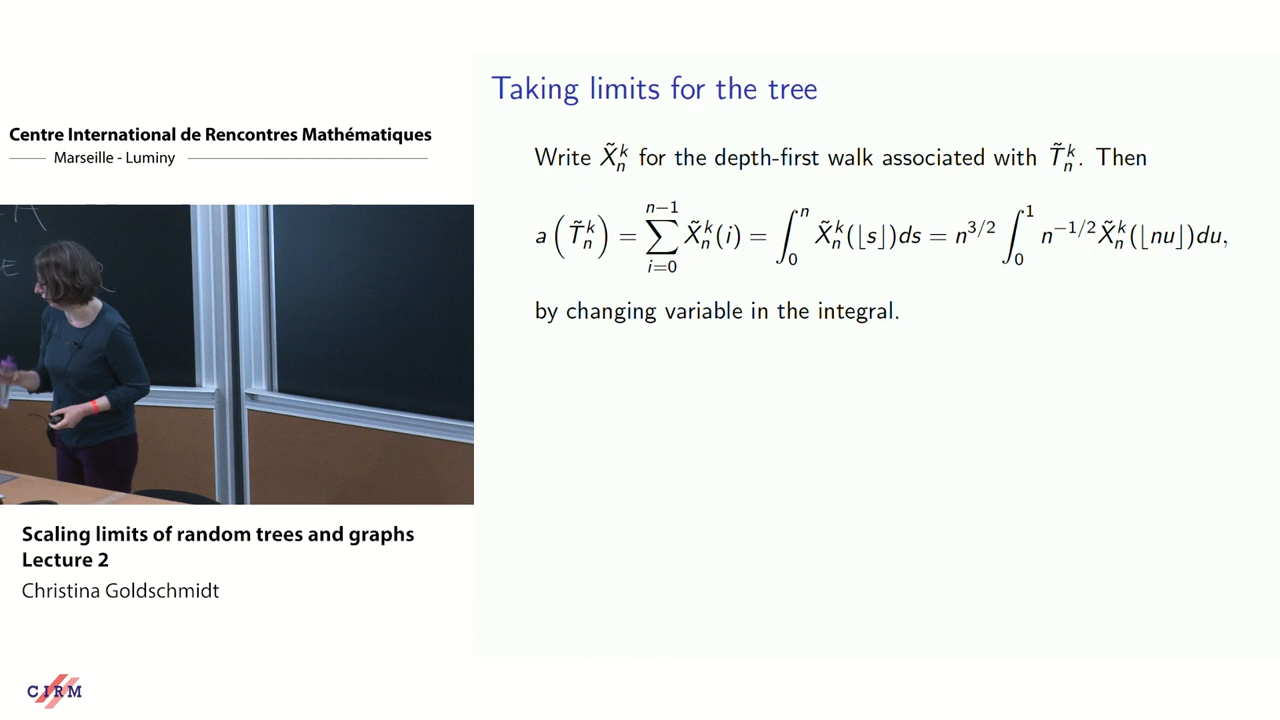 Centre International de Rencontres Mathématiques
Marseille - Luminy
A
E
Scaling limits of random trees and graphs
Lecture 2
Christina Goldschmidt
CIRM
Taking limits for the tree
Write X̃ₙᵏ for the depth-first walk associated with T̃ₙᵏ. Then
a(T̃ₙᵏ) = ∑_{i=0}^{n−1} X̃ₙᵏ(i) = ∫₀ⁿ X̃ₙᵏ(⌊s⌋)ds = n^{3/2} ∫₀¹ n^{−1/2}X̃ₙᵏ(⌊nu⌋)du,
by changing variable in the integral.